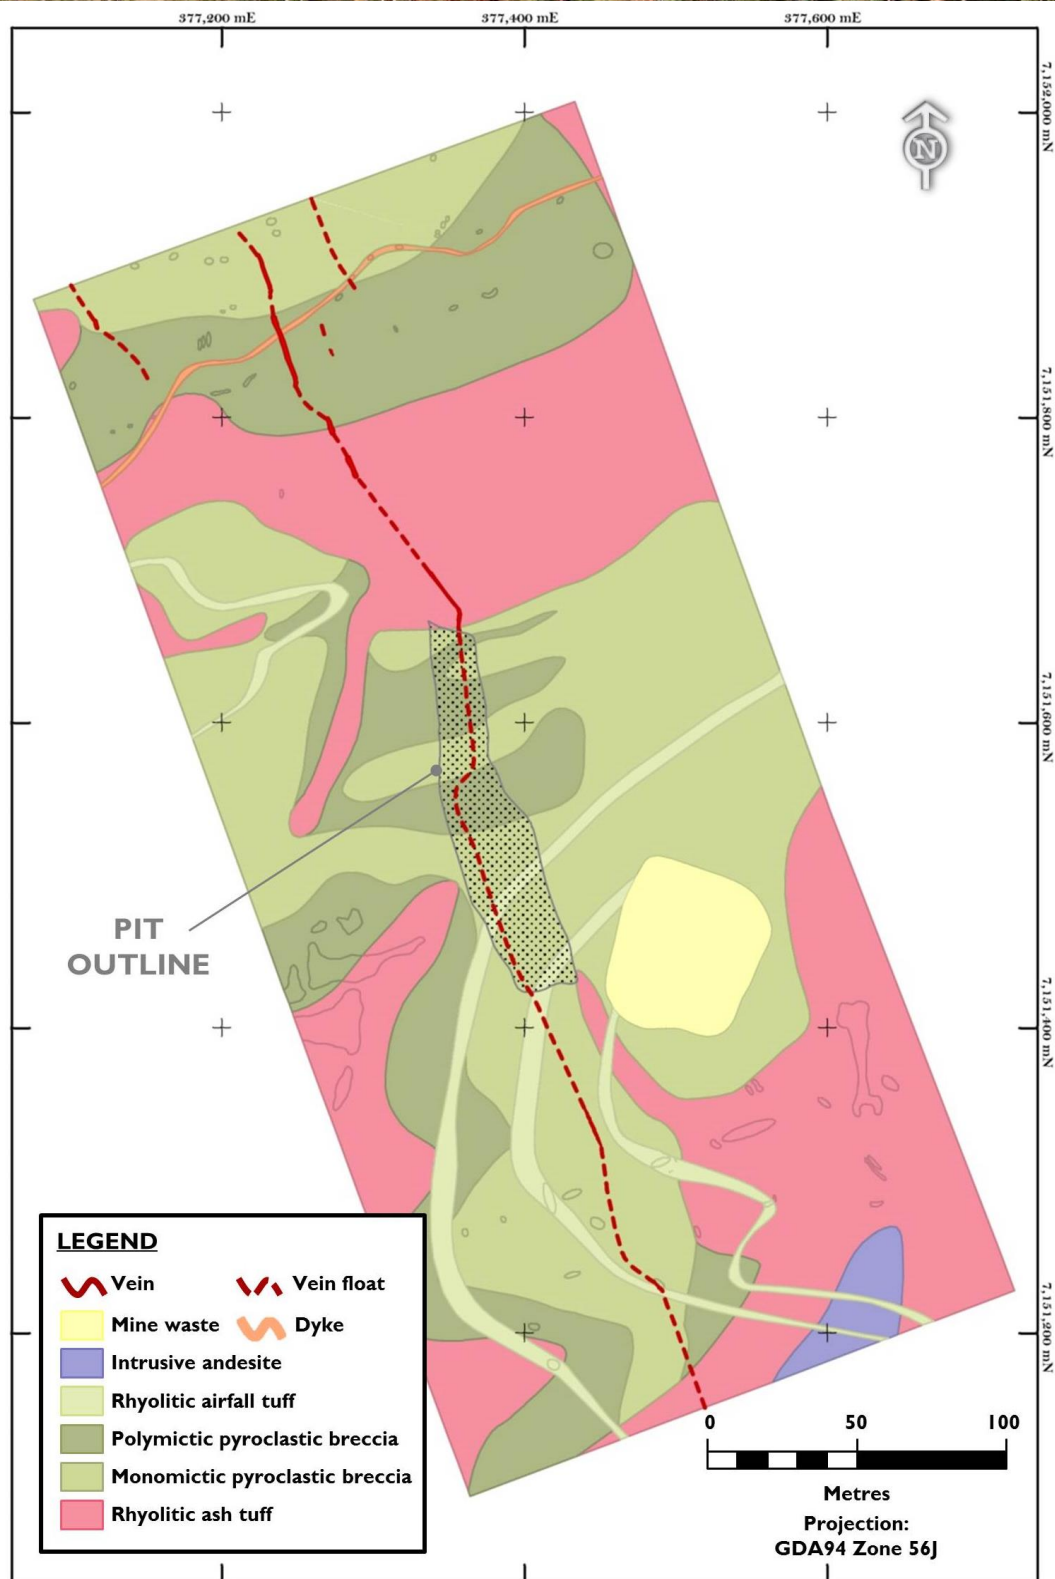 377,200 mE
377,400 mE
377,600 mE
N
7,152,000 mN
7,151,800 mN
7,151,600 mN
7,151,400 mN
7,151,200 mN
PIT
OUTLINE
LEGEND
Vein
Vein float
Mine waste
Dyke
Intrusive andesite
Rhyolitic airfall tuff
Polymictic pyroclastic breccia
Monomictic pyroclastic breccia
Rhyolitic ash tuff
0 50 100
Metres
Projection:
GDA94 Zone 56J